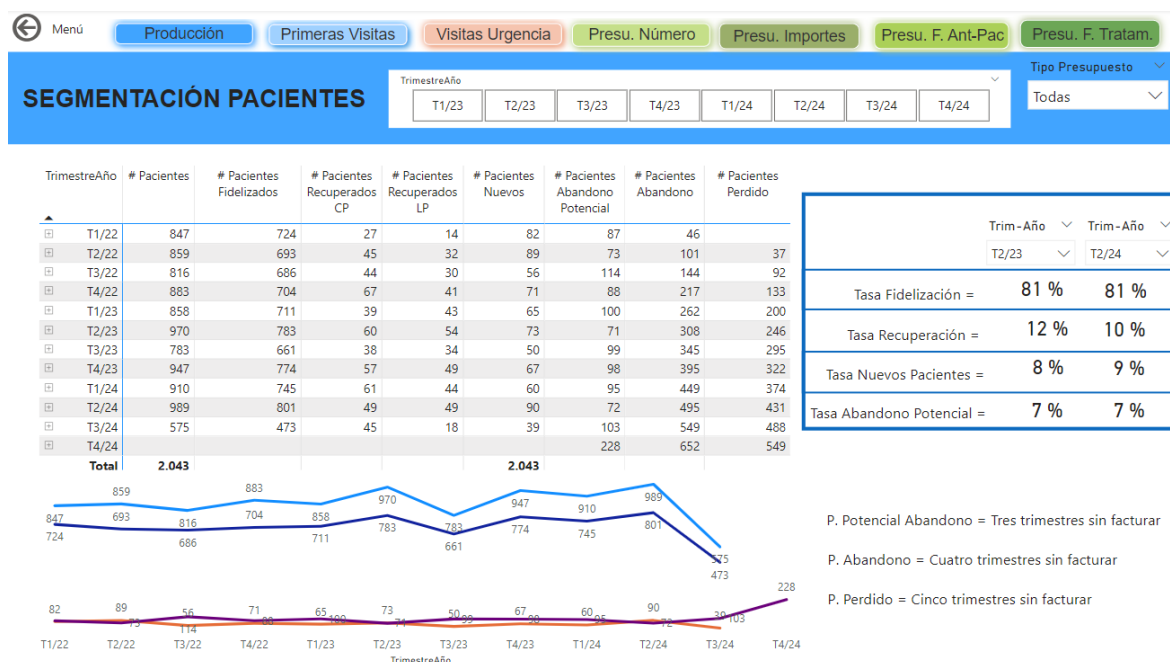 Menú
Producción
Primeras Visitas
Visitas Urgencia
Presu. Número
Presu. Importes
Presu. F. Ant-Pac
Presu. F. Tratam.
SEGMENTACIÓN PACIENTES
TrimestreAño
T1/23 T2/23 T3/23 T4/23 T1/24 T2/24 T3/24 T4/24
Tipo Presupuesto
Todas
TrimestreAño # Pacientes # Pacientes Fidelizados # Pacientes Recuperados CP # Pacientes Recuperados LP # Pacientes Nuevos # Pacientes Abandono Potencial # Pacientes Abandono # Pacientes Perdido
T1/22 847 724 27 14 82 87 46
T2/22 859 693 45 32 89 73 101 37
T3/22 816 686 44 30 56 114 144 92
T4/22 883 704 67 41 71 88 217 133
T1/23 858 711 39 43 65 100 262 200
T2/23 970 783 60 54 73 71 308 246
T3/23 783 661 38 34 50 99 345 295
T4/23 947 774 57 49 67 98 395 322
T1/24 910 745 61 44 60 95 449 374
T2/24 989 801 49 49 90 72 495 431
T3/24 575 473 45 18 39 103 549 488
T4/24 228 652 549
Total 2.043 2.043
Trim-Año Trim-Año
T2/23 T2/24
Tasa Fidelización = 81 % 81 %
Tasa Recuperación = 12 % 10 %
Tasa Nuevos Pacientes = 8 % 9 %
Tasa Abandono Potencial = 7 % 7 %
847 859 816 883 858 970 783 947 910 989 575
724 693 686 704 711 783 661 774 745 801 473
82 89 56 71 65 73 50 67 60 90 39
73 114 88 100 71 99 98 95 72 103 228
T1/22 T2/22 T3/22 T4/22 T1/23 T2/23 T3/23 T4/23 T1/24 T2/24 T3/24 T4/24
TrimestreAño
P. Potencial Abandono = Tres trimestres sin facturar
P. Abandono = Cuatro trimestres sin facturar
P. Perdido = Cinco trimestres sin facturar